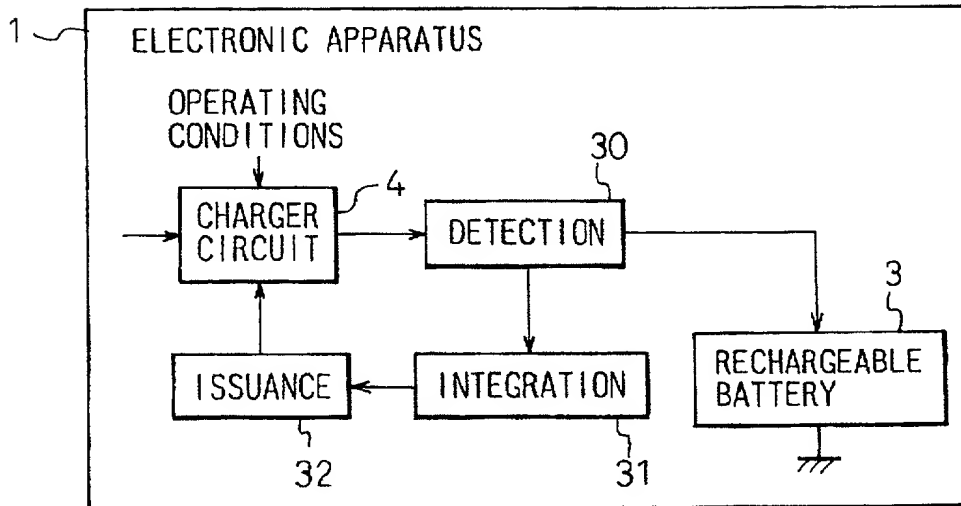 1
ELECTRONIC APPARATUS
OPERATING
CONDITIONS
4
30
CHARGER
CIRCUIT
DETECTION
3
ISSUANCE
INTEGRATION
RECHARGEABLE
BATTERY
32
31